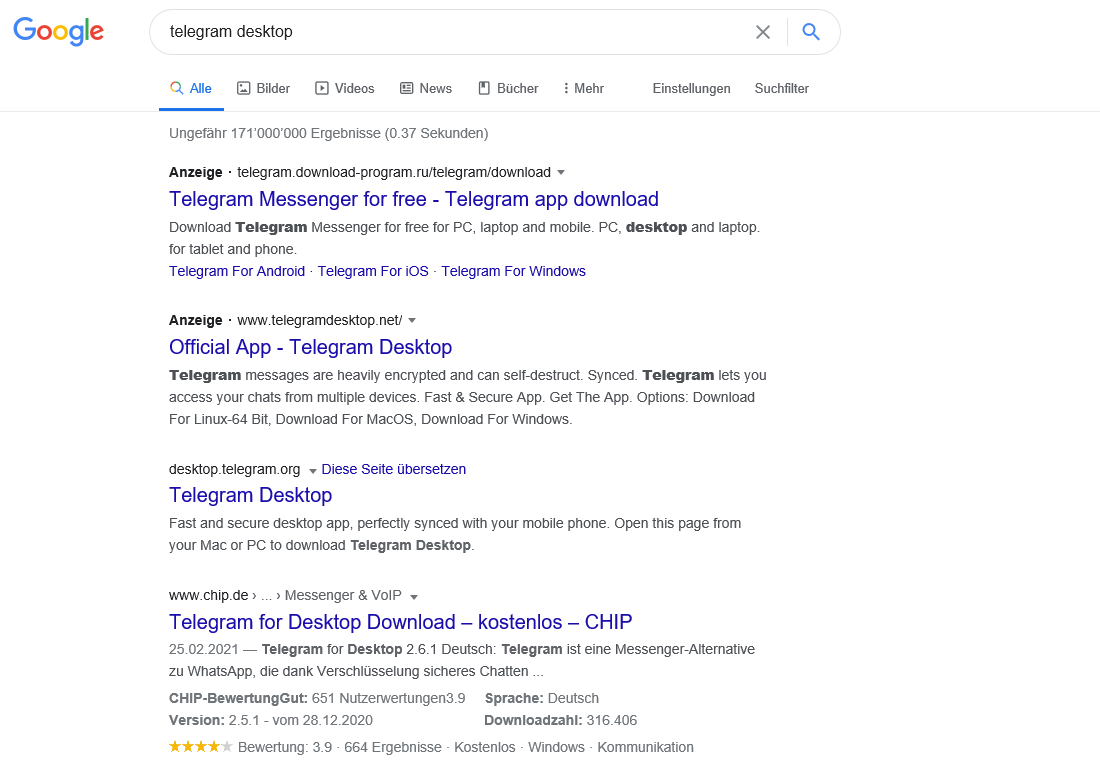 Google
telegram desktop
Alle Bilder Videos News Bücher Mehr Einstellungen Suchfilter
Ungefähr 171’000’000 Ergebnisse (0.37 Sekunden)
Anzeige · telegram.download-program.ru/telegram/download
Telegram Messenger for free - Telegram app download
Download Telegram Messenger for free for PC, laptop and mobile. PC, desktop and laptop.
for tablet and phone.
Telegram For Android · Telegram For iOS · Telegram For Windows
Anzeige · www.telegramdesktop.net/
Official App - Telegram Desktop
Telegram messages are heavily encrypted and can self-destruct. Synced. Telegram lets you
access your chats from multiple devices. Fast & Secure App. Get The App. Options: Download
For Linux-64 Bit, Download For MacOS, Download For Windows.
desktop.telegram.org Diese Seite übersetzen
Telegram Desktop
Fast and secure desktop app, perfectly synced with your mobile phone. Open this page from
your Mac or PC to download Telegram Desktop.
www.chip.de › ... › Messenger & VoIP
Telegram for Desktop Download – kostenlos – CHIP
25.02.2021 — Telegram for Desktop 2.6.1 Deutsch: Telegram ist eine Messenger-Alternative
zu WhatsApp, die dank Verschlüsselung sicheres Chatten ...
CHIP-BewertungGut: 651 Nutzerwertungen3.9 Sprache: Deutsch
Version: 2.5.1 - vom 28.12.2020 Downloadzahl: 316.406
Bewertung: 3.9 · 664 Ergebnisse · Kostenlos · Windows · Kommunikation